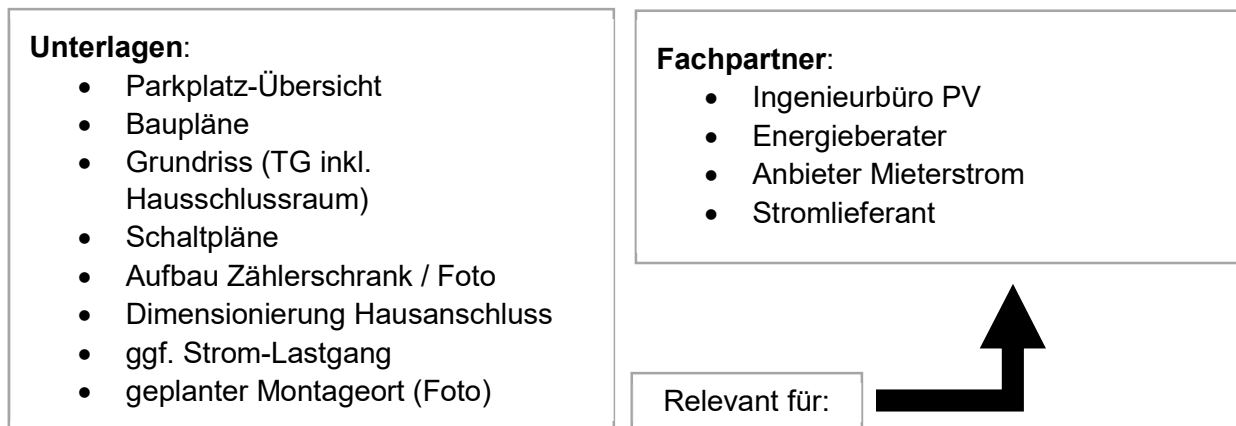 Unterlagen:
• Parkplatz-Übersicht
• Baupläne
• Grundriss (TG inkl.
Hausschlussraum)
• Schaltpläne
• Aufbau Zählerschrank / Foto
• Dimensionierung Hausanschluss
• ggf. Strom-Lastgang
• geplanter Montageort (Foto)
Fachpartner:
• Ingenieurbüro PV
• Energieberater
• Anbieter Mieterstrom
• Stromlieferant
Relevant für: